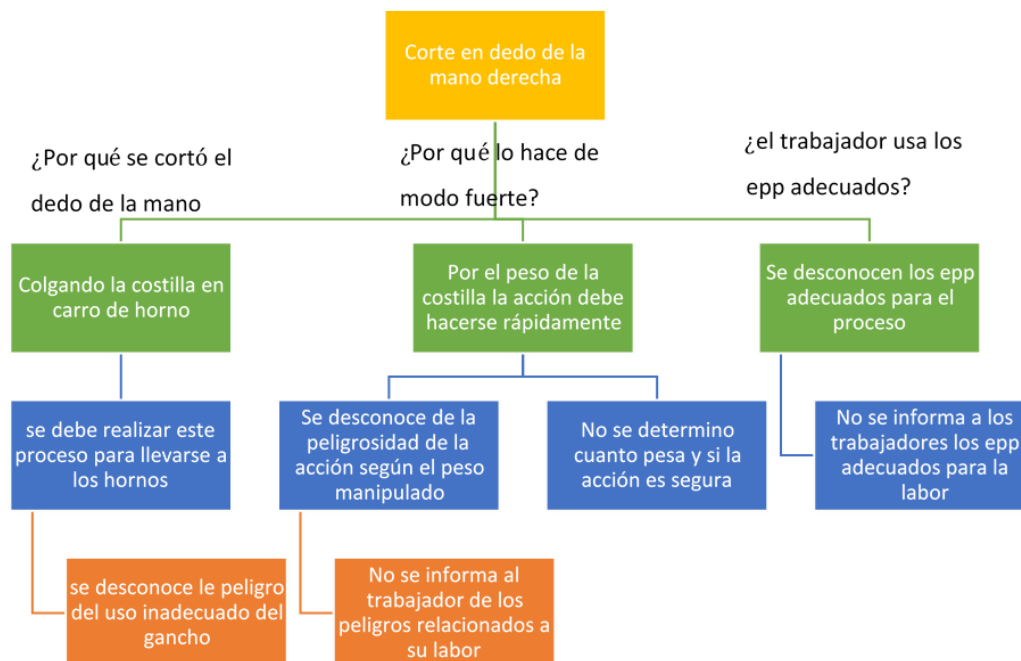 Corte en dedo de la
mano derecha
¿Por qué se cortó el
dedo de la mano
¿Por qué lo hace de
modo fuerte?
¿el trabajador usa los
epp adecuados?
Colgando la costilla en
carro de horno
Por el peso de la
costilla la acción debe
hacerse rápidamente
Se desconocen los epp
adecuados para el
proceso
se debe realizar este
proceso para llevarse a
los hornos
Se desconoce de la
peligrosidad de la
acción según el peso
manipulado
No se determino
cuanto pesa y si la
acción es segura
No se informa a los
trabajadores los epp
adecuados para la
labor
se desconoce le peligro
del uso inadecuado del
gancho
No se informa al
trabajador de los
peligros relacionados a
su labor